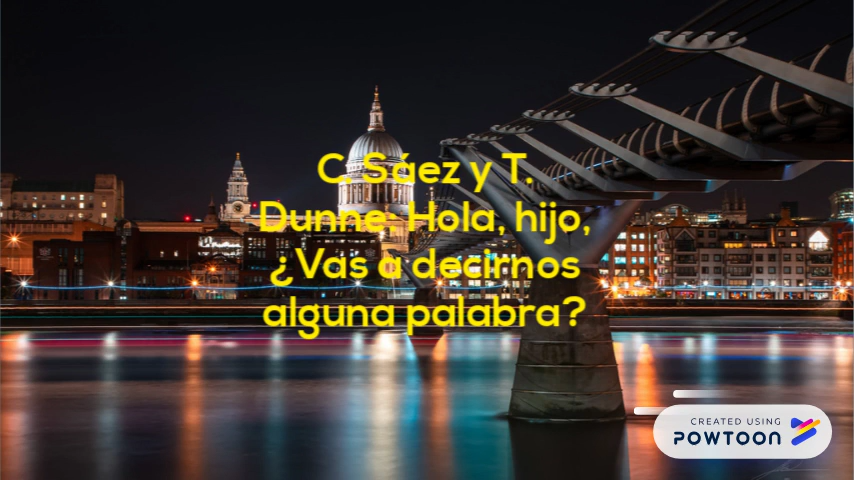 C. Sáez y T.
Dunne: Hola, hijo,
¿Vas a decirnos
alguna palabra?
CREATED USING
POWTOON